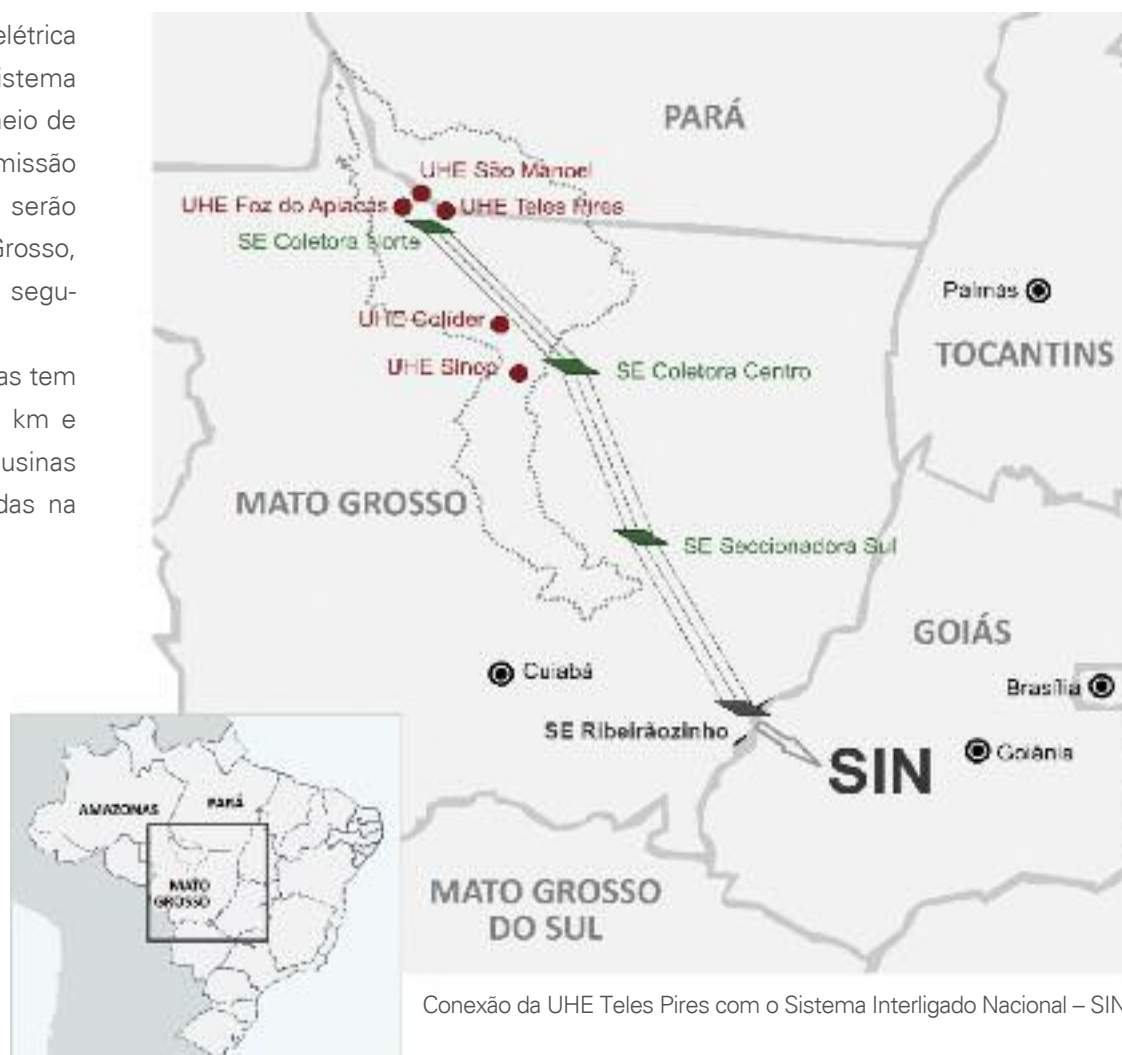 elétrica
istema
neio de
missão
serão
Grosso,
segu-
as tem
km e
usinas
das na
PARÁ
UHE São Manoel
UHE Foz do Apiacás
UHE Teles Pires
SE Coletora Norte
Palmas
TOCANTINS
UHE Colider
UHE Sinop
SE Coletora Centro
MATO GROSSO
SE Seccionadora Sul
GOIÁS
Cuiabá
Brasília
SE Ribeirãozinho
SIN
Goiânia
AMAZONAS
PARÁ
MATO
GROSSO
MATO GROSSO
DO SUL
Conexão da UHE Teles Pires com o Sistema Interligado Nacional – SIN